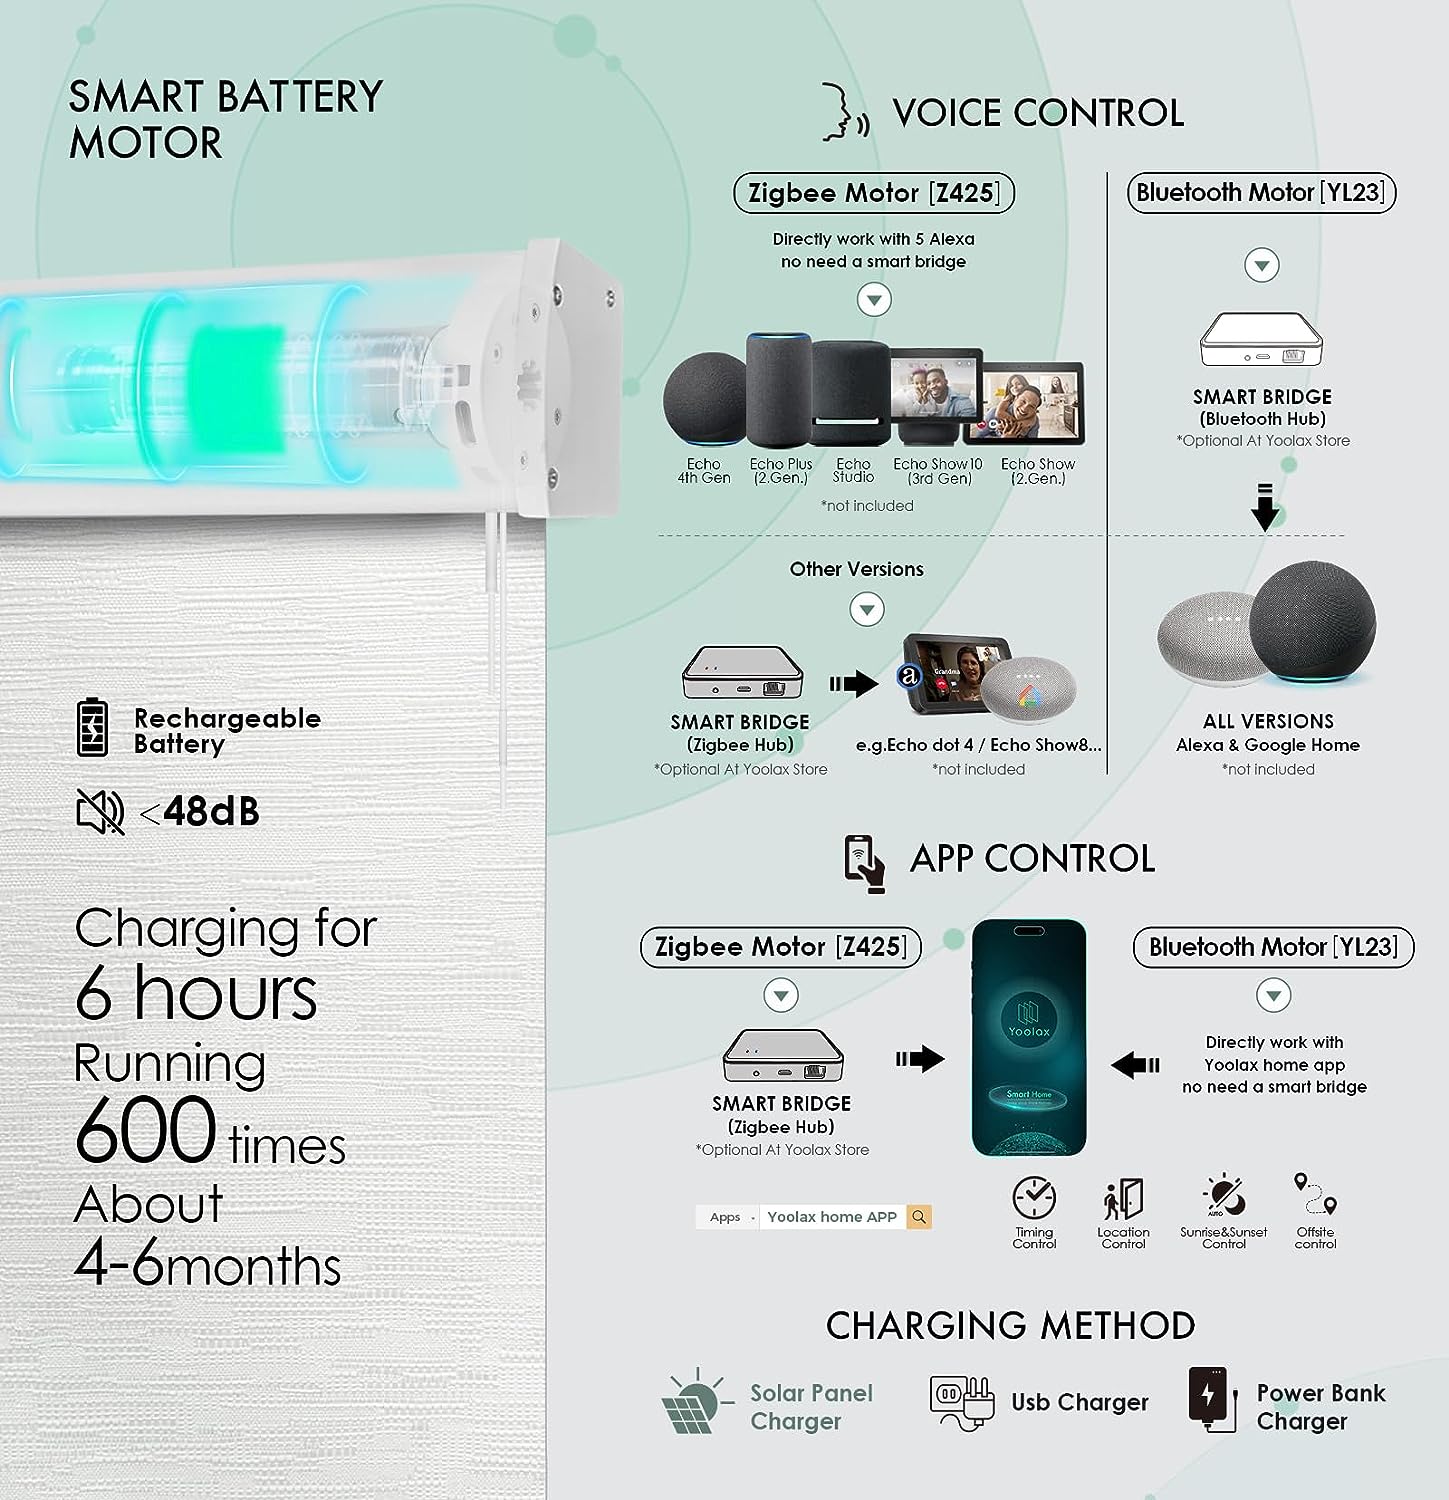 SMART BATTERY
MOTOR
Rechargeable
Battery
<48dB
Charging for
6 hours
Running
600 times
About
4-6months
VOICE CONTROL
Zigbee Motor [Z425]
Directly work with 5 Alexa
no need a smart bridge
Echo
4th Gen
Echo Plus
(2.Gen.)
Echo
Studio
Echo Show10
(3rd Gen)
Echo Show
(2.Gen.)
*not included
Other Versions
SMART BRIDGE
(Zigbee Hub)
*Optional At Yoolax Store
a
Grandma
e.g.Echo dot 4 / Echo Show8...
*not included
Bluetooth Motor [YL23]
SMART BRIDGE
(Bluetooth Hub)
*Optional At Yoolax Store
ALL VERSIONS
Alexa & Google Home
*not included
APP CONTROL
Zigbee Motor [Z425]
SMART BRIDGE
(Zigbee Hub)
*Optional At Yoolax Store
Yoolax
Smart Home
Bluetooth Motor [YL23]
Directly work with
Yoolax home app
no need a smart bridge
Apps
Yoolax home APP
Timing
Control
Location
Control
AUTO
Sunrise&Sunset
Control
Offsite
control
CHARGING METHOD
Solar Panel
Charger
Usb Charger
Power Bank
Charger